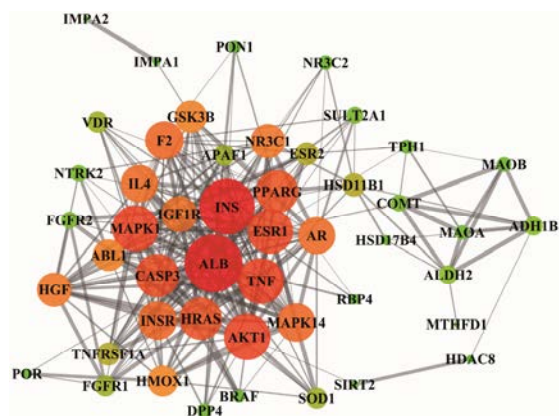 IMPA2
IMPA1
PON1
NR3C2
VDR
GSK3B
SULT2A1
F2
APAF1
NR3C1
ESR2
TPH1
MAOB
NTRK2
IL4
IGF1R
INS
PPARG
HSD11B1
COMT
FGFR2
MAPK1
ESR1
AR
HSD17B4
MAOA
ADH1B
ABL1
ALB
HGF
CASP3
TNF
RBP4
ALDH2
INSR
HRAS
MAPK14
MTHFD1
TNFRSF1A
AKT1
HDAC8
POR
FGFR1
HMOX1
BRAF
SOD1
SIRT2
DPP4